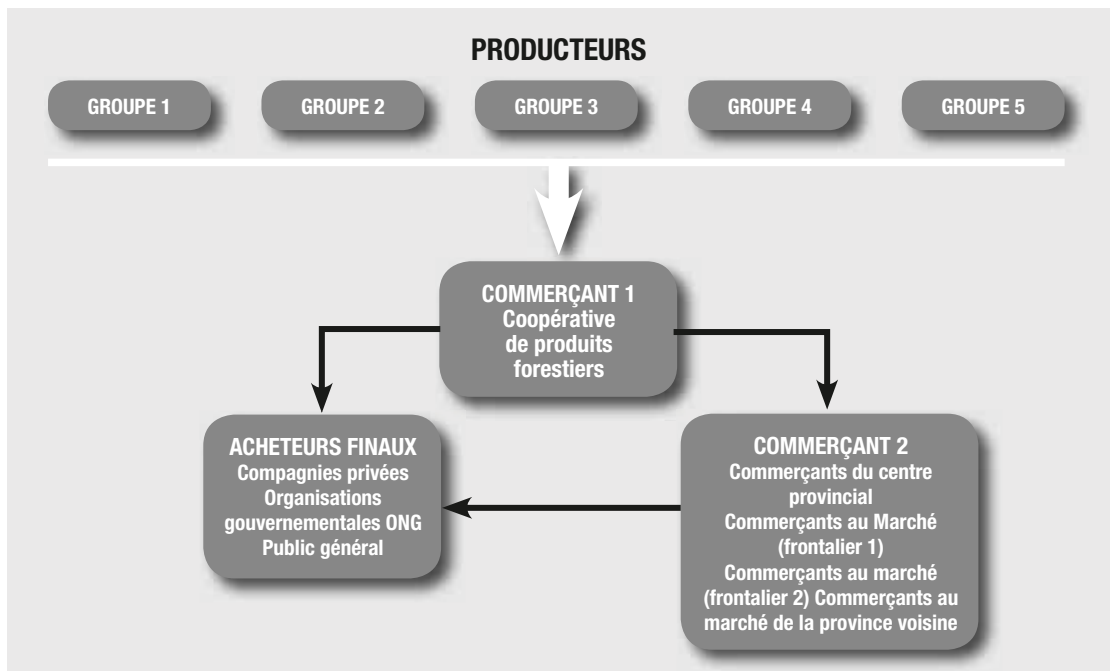 PRODUCTEURS
GROUPE 1
GROUPE 2
GROUPE 3
GROUPE 4
GROUPE 5
COMMERÇANT 1
Coopérative
de produits
forestiers
ACHETEURS FINAUX
Compagnies privées
Organisations
gouvernementales ONG
Public général
COMMERÇANT 2
Commerçants du centre
provincial
Commerçants au Marché
(frontalier 1)
Commerçants au marché
(frontalier 2) Commerçants au
marché de la province voisine